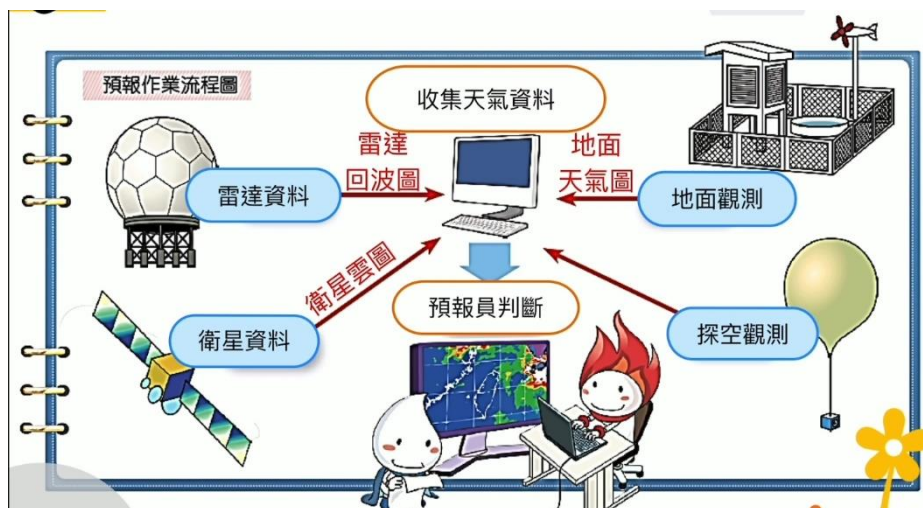 預報作業流程圖
收集天氣資料
雷達
回波圖
地面
天氣圖
雷達資料
地面觀測
衛星雲圖
預報員判斷
衛星資料
探空觀測